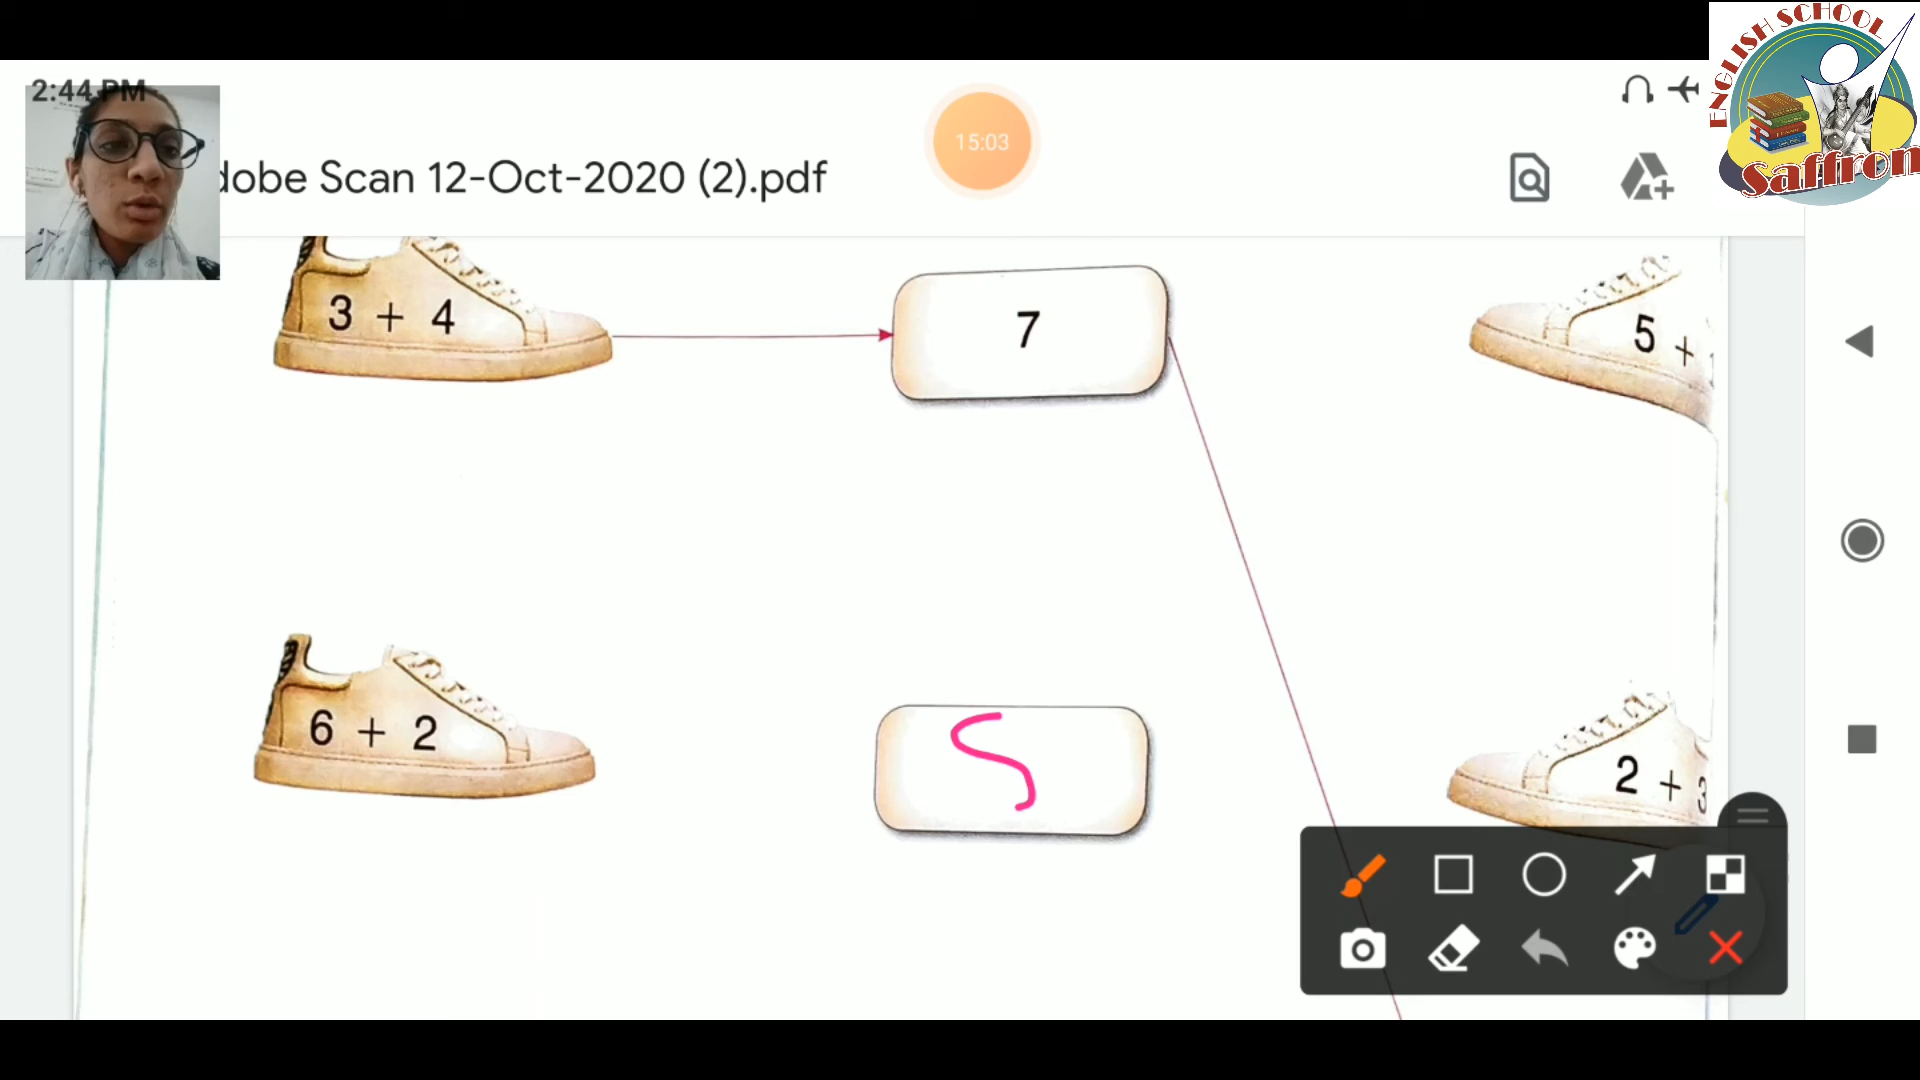 2:44 PM
15:03
dobe Scan 12-Oct-2020 (2).pdf
ENGLISH SCHOOL
Saffron
3 + 4
7
5 +
6 + 2
2 + 3